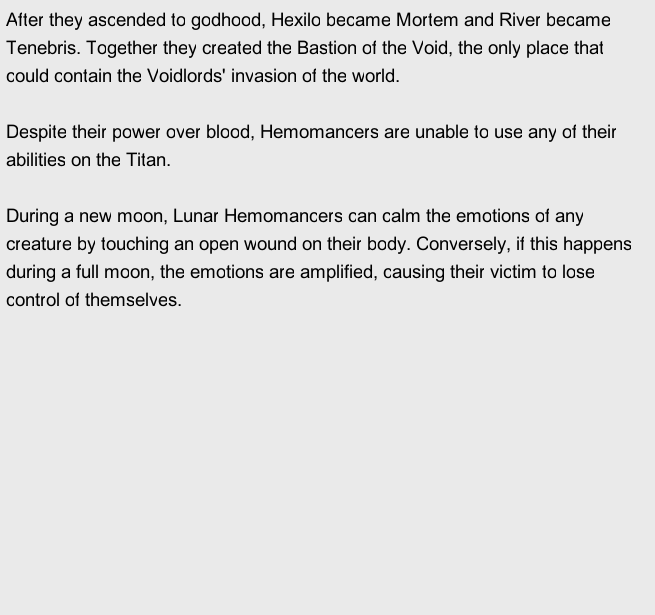 After they ascended to godhood, Hexilo became Mortem and River became
Tenebris. Together they created the Bastion of the Void, the only place that
could contain the Voidlords' invasion of the world.
Despite their power over blood, Hemomancers are unable to use any of their
abilities on the Titan.
During a new moon, Lunar Hemomancers can calm the emotions of any
creature by touching an open wound on their body. Conversely, if this happens
during a full moon, the emotions are amplified, causing their victim to lose
control of themselves.